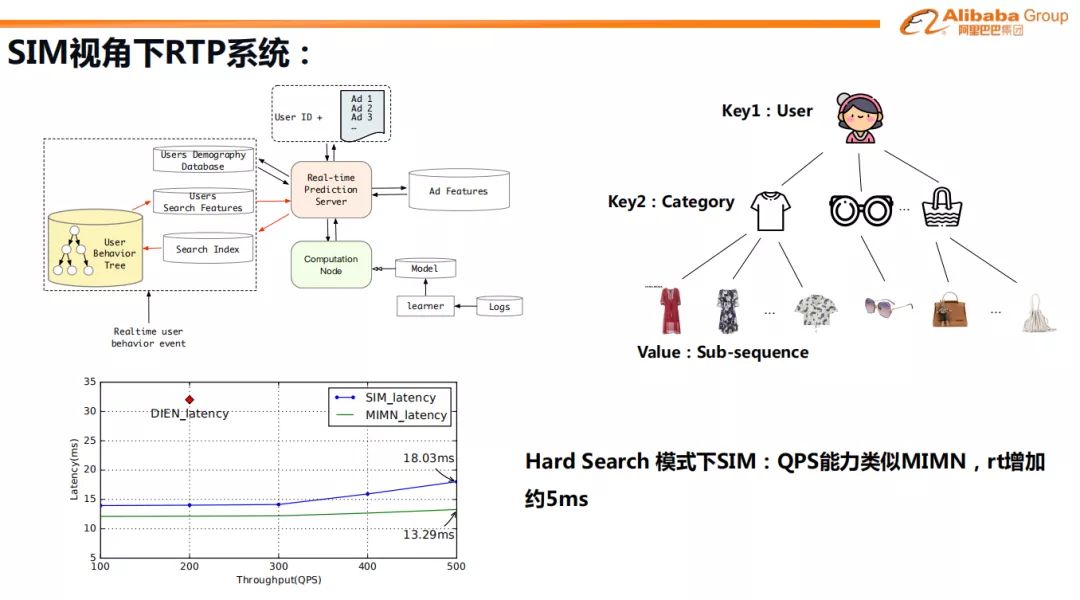 Alibaba Group
阿里巴巴集团
SIM视角下RTP系统：
User ID +
Ad 1
Ad 2
Ad 3
…
Users Demography
Database
Users
Search Features
Search Index
User
Behavior
Tree
Real-time
Prediction
Server
Ad Features
Computation
Node
Model
learner
Logs
Realtime user
behavior event
Key1：User
Key2：Category
...
...
...
Value：Sub-sequence
35
30
25
20
15
10
5
Latency(ms)
DIEN_latency
SIM_latency
MIMN_latency
18.03ms
13.29ms
100
200
300
400
500
Throughput(QPS)
Hard Search 模式下SIM：QPS能力类似MIMN，rt增加
约5ms